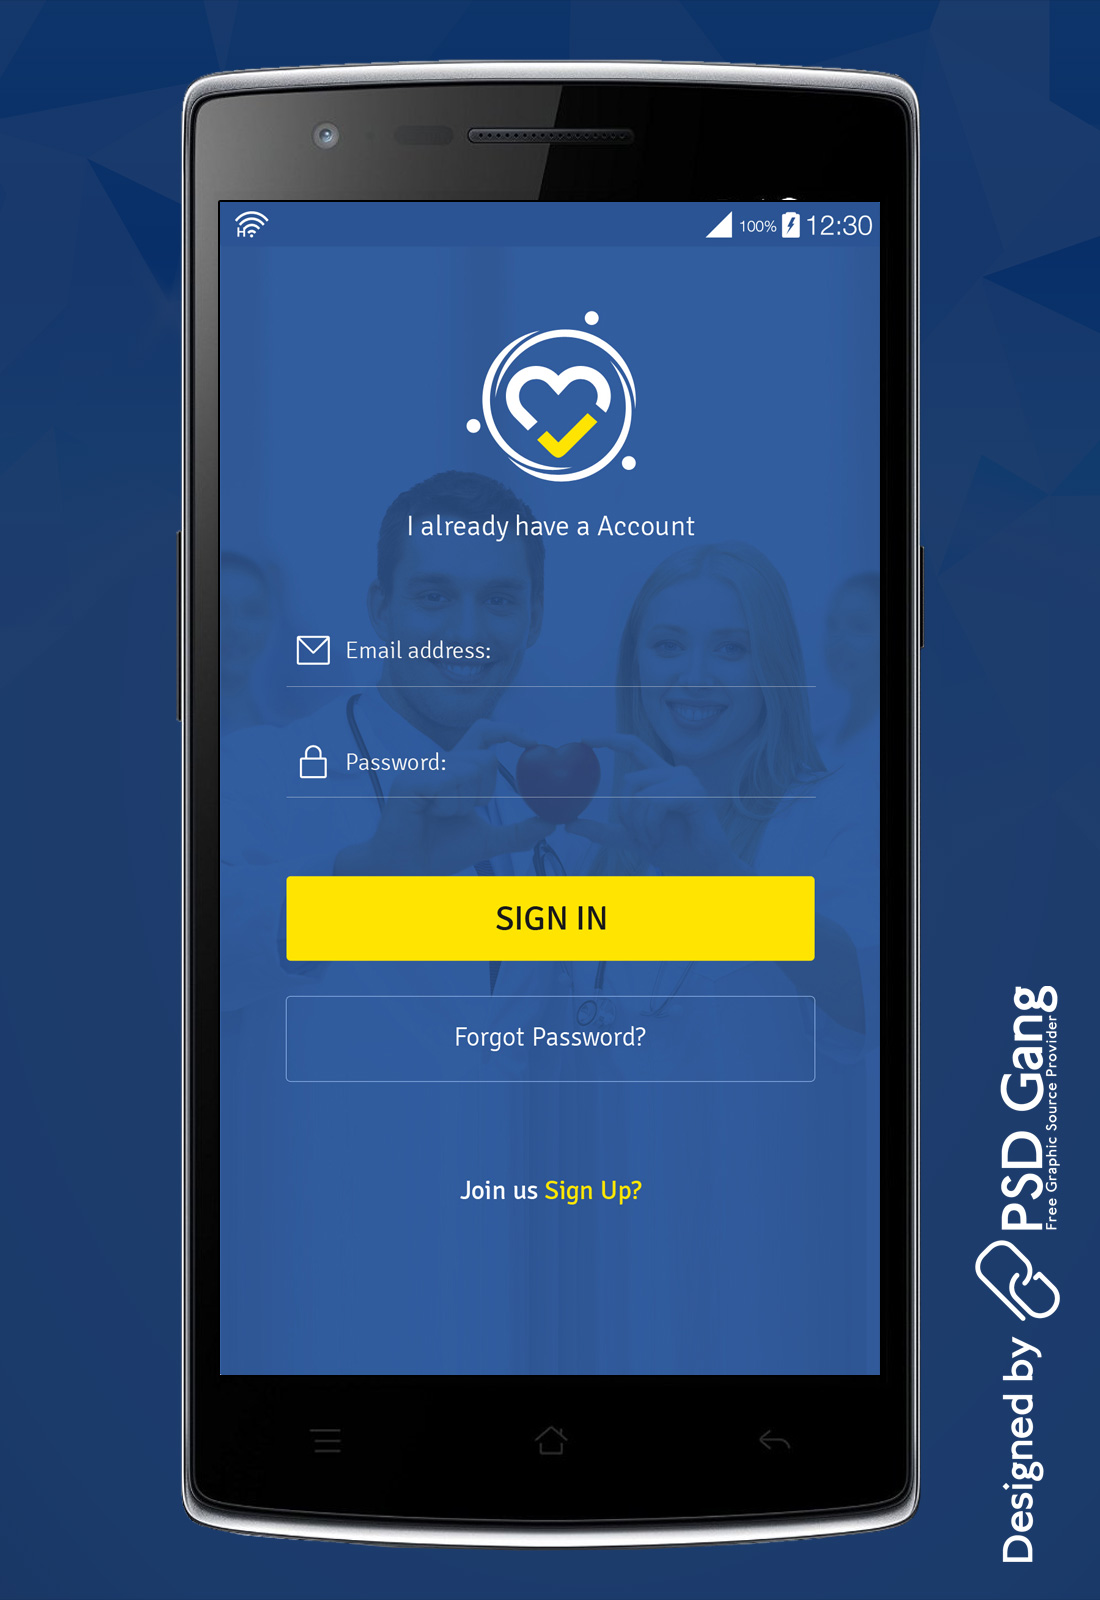 H
100% 12:30
I already have a Account
Email address:
Password:
SIGN IN
Forgot Password?
Join us Sign Up?
Designed by PSD Gang
Free Graphic Source Provider